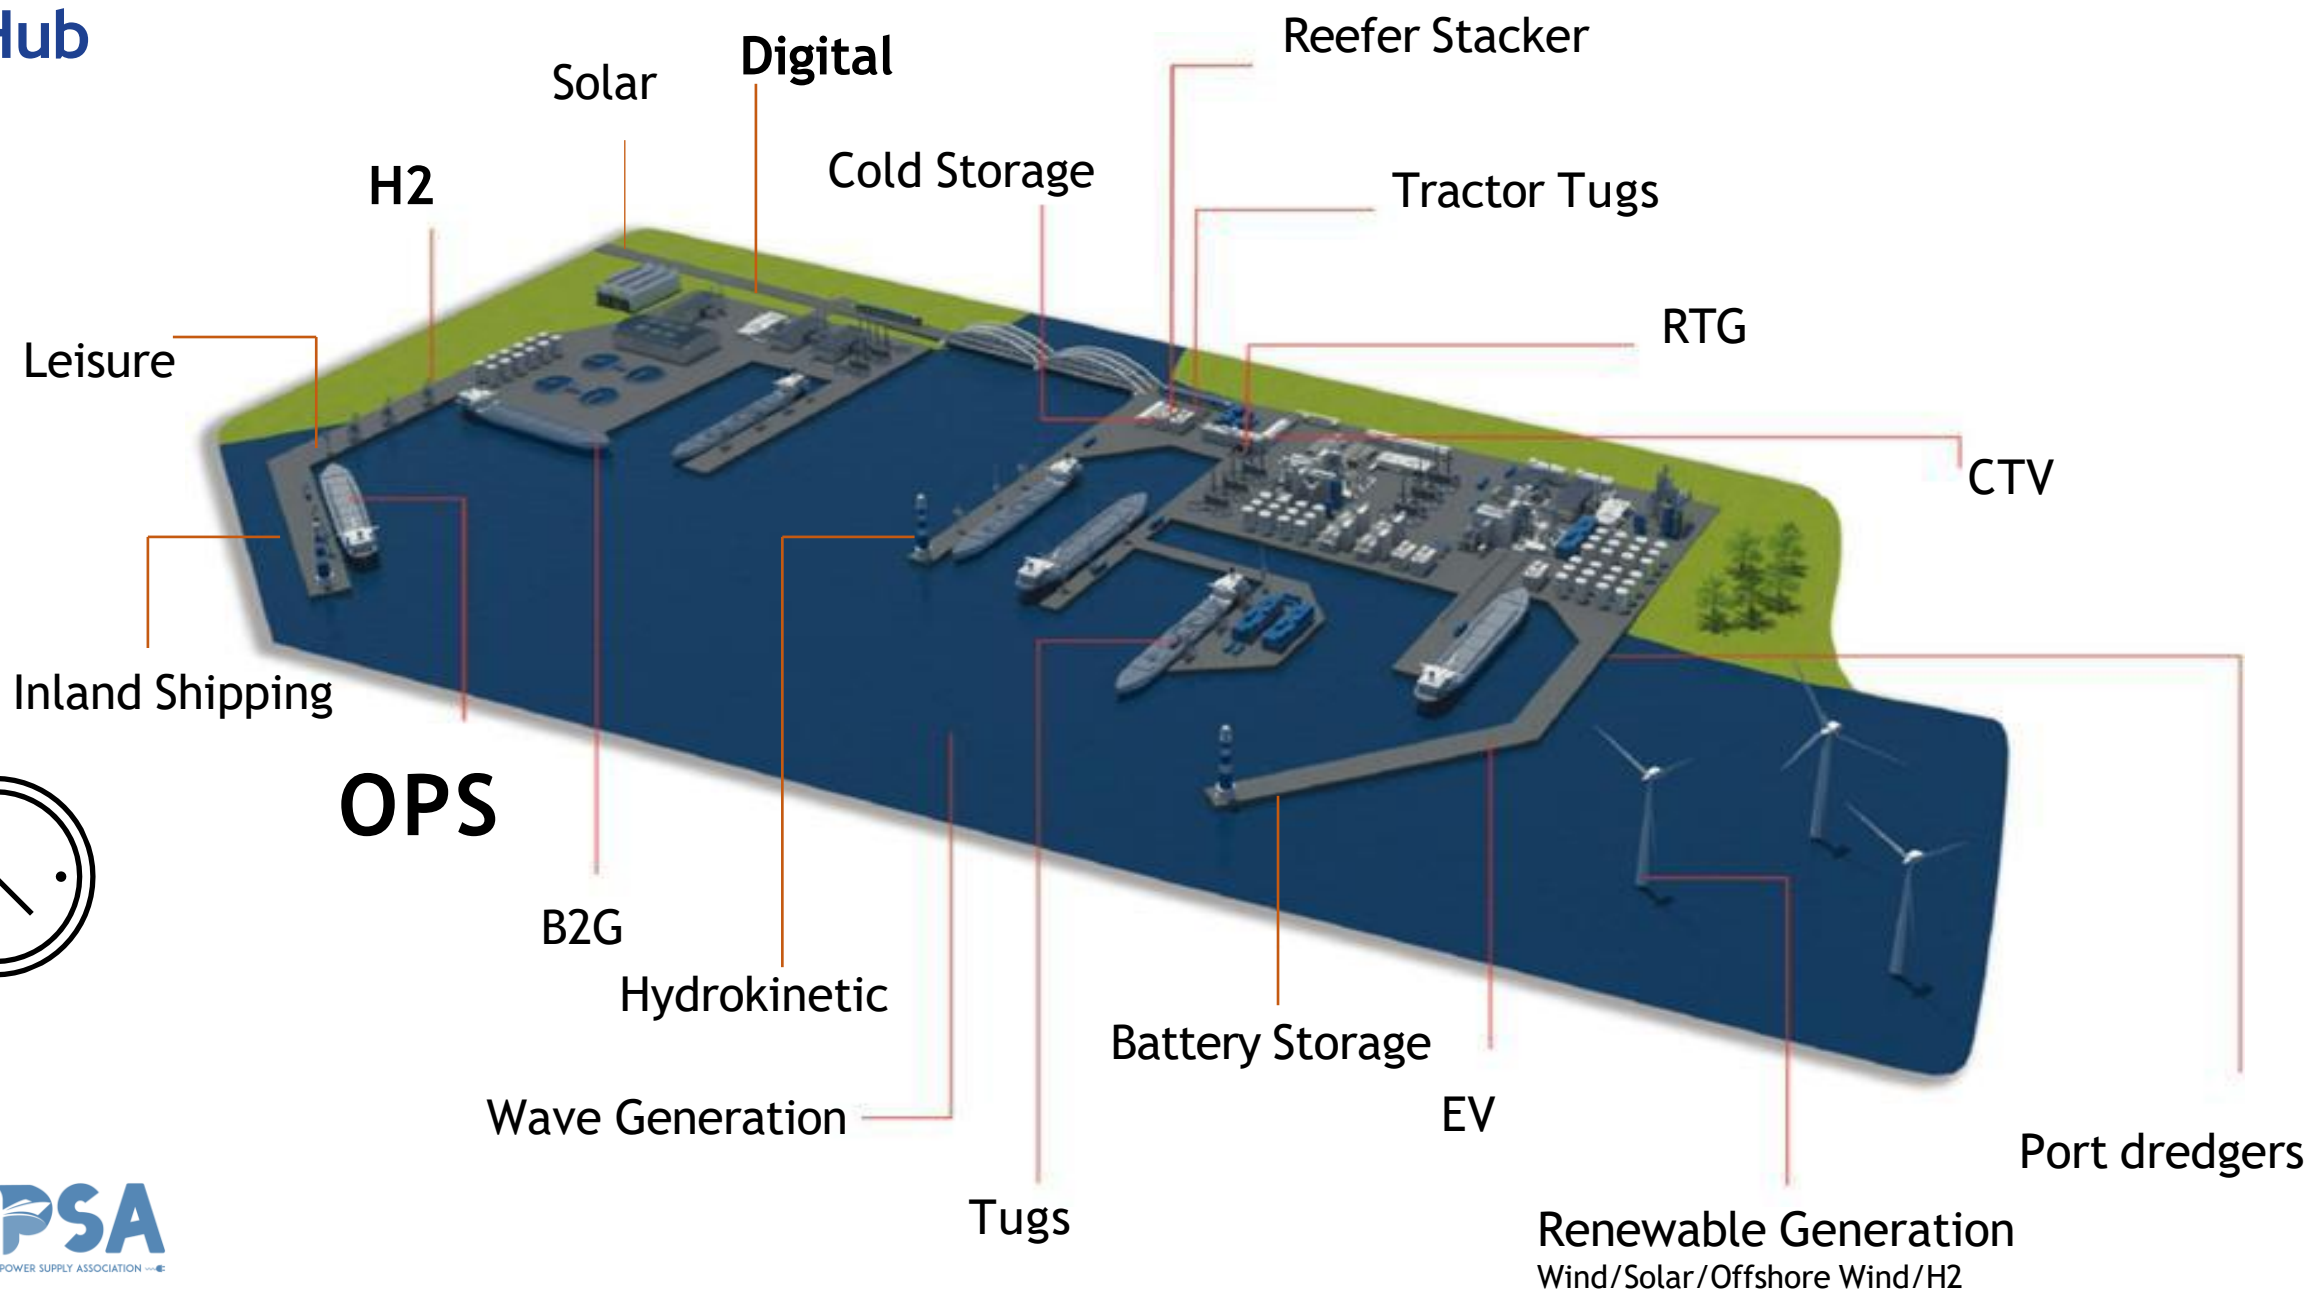 Hub
Reefer Stacker
Digital
Solar
Cold Storage
H2
Tractor Tugs
RTG
Leisure
CTV
Inland Shipping
OPS
B2G
Hydrokinetic
Battery Storage
EV
Wave Generation
Port dredgers
Tugs
Renewable Generation
Wind/Solar/Offshore Wind/H2
PSA
POWER SUPPLY ASSOCIATION